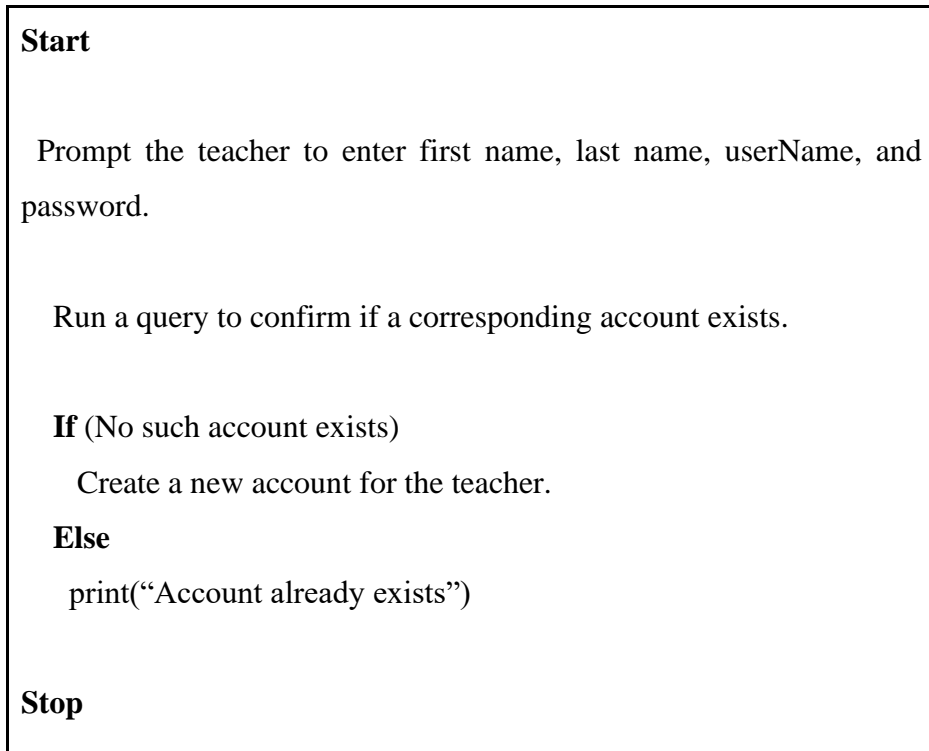 Start
Prompt the teacher to enter first name, last name, userName, and
password.
Run a query to confirm if a corresponding account exists.
If (No such account exists)
Create a new account for the teacher.
Else
print(“Account already exists”)
Stop